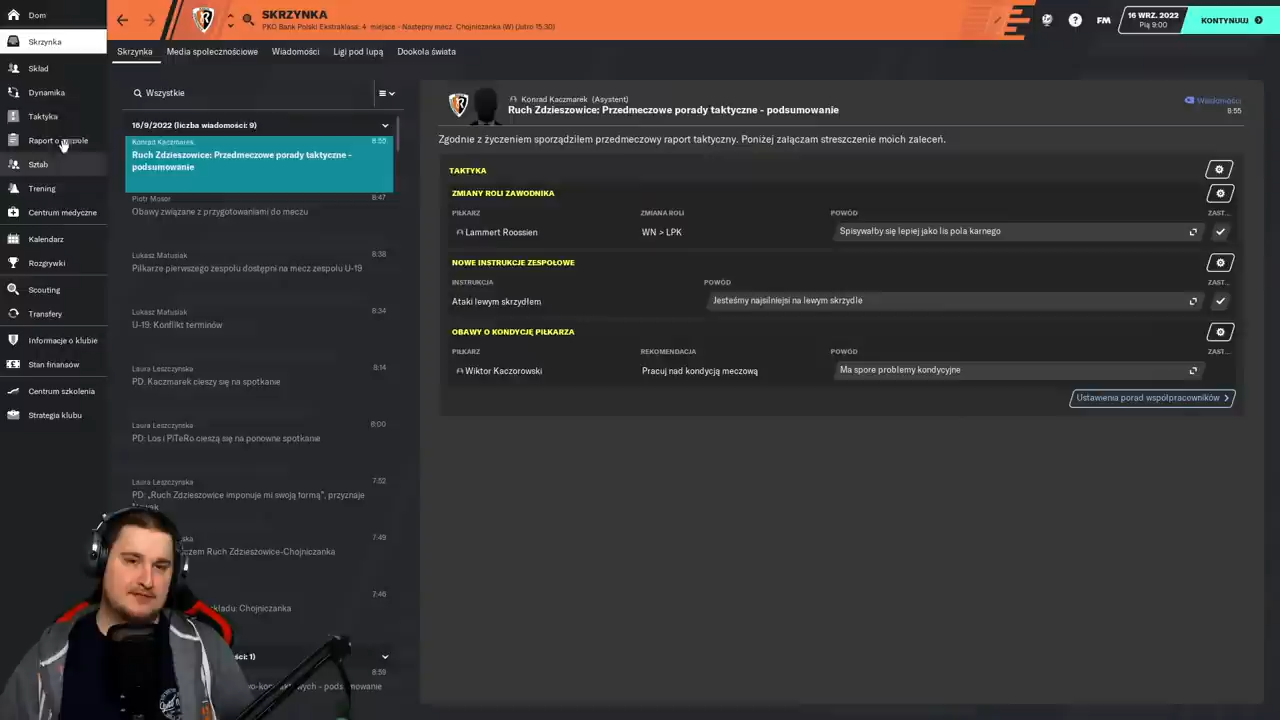 Dom
Skrzynka
Skład
Dynamika
Taktyka
Sztab
Trening
Centrum medyczne
Kalendarz
Rozgrywki
Scouting
Transfery
Informacje o klubie
Stan finansów
Centrum szkolenia
Strategia klubu
SKRZYNKA
PKO Bank Polski Ekstraklasa: 4. miejsce - Następny mecz: Chojniczanka (W) (Jutro 15:30)
FM
16 WRZ. 2022
Pią 9:00
KONTYNUUJ
Skrzynka Media społecznościowe Wiadomości Ligi pod lupą Dookoła świata
Wszystkie
16/9/2022 (liczba wiadomości: 9)
Konrad Kaczmarek 8:55
Ruch Zdzieszowice: Przedmeczowe porady taktyczne -
podsumowanie
Piotr Mosór 8:47
Obawy związane z przygotowaniami do meczu
Łukasz Matusiak 8:38
Piłkarze pierwszego zespołu dostępni na mecz zespołu U-19
Łukasz Matusiak 8:34
U-19: Konflikt terminów
Laura Leszczyńska 8:14
PD: Kaczmarek cieszy się na spotkanie
Laura Leszczyńska 8:00
PD: Los i PiTeRo cieszą się na ponowne spotkanie
Laura Leszczyńska 7:52
PD: „Ruch Zdzieszowice imponuje mi swoją formą", przyznaje
Nowak
7:49
Ruch Zdzieszowice-Chojniczanka
7:46
Chojniczanka
8:59
Konrad Kaczmarek (Asystent)
Ruch Zdzieszowice: Przedmeczowe porady taktyczne - podsumowanie
Wiadomości
8:55
Zgodnie z życzeniem sporządziłem przedmeczowy raport taktyczny. Poniżej załączam streszczenie moich zaleceń.
TAKTYKA
ZMIANY ROLI ZAWODNIKA
PIŁKARZ ZMIANA ROLI POWÓD ZAST...
Lammert Roossien WN > LPK Spisywałby się lepiej jako lis pola karnego
NOWE INSTRUKCJE ZESPOŁOWE
INSTRUKCJA POWÓD ZAST...
Ataki lewym skrzydłem Jesteśmy najsilniejsi na lewym skrzydle
OBAWY O KONDYCJĘ PIŁKARZA
PIŁKARZ REKOMENDACJA POWÓD ZAST...
Wiktor Kaczorowski Pracuj nad kondycją meczową Ma spore problemy kondycyjne
Ustawienia porad współpracowników